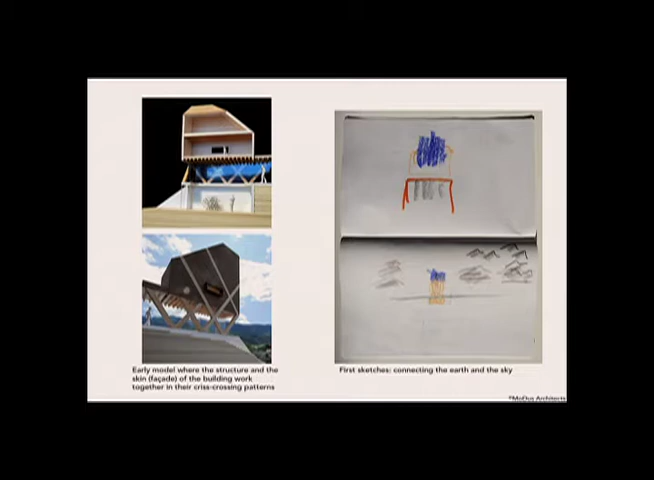 Early model where the structure and the
skin (façade) of the building work
together in their criss-crossing patterns
First sketches: connecting the earth and the sky
©MoDus Architects